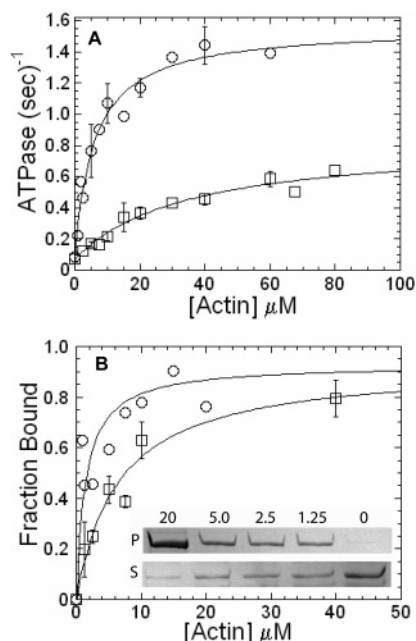 A
ATPase (sec)⁻¹
1.6
1.4
1.2
1.0
0.8
0.6
0.4
0.2
0
0 20 40 60 80 100
[Actin] μM
B
Fraction Bound
1.0
0.8
0.6
0.4
0.2
0.0
20 5.0 2.5 1.25 0
P
S
0 10 20 30 40 50
[Actin] μM